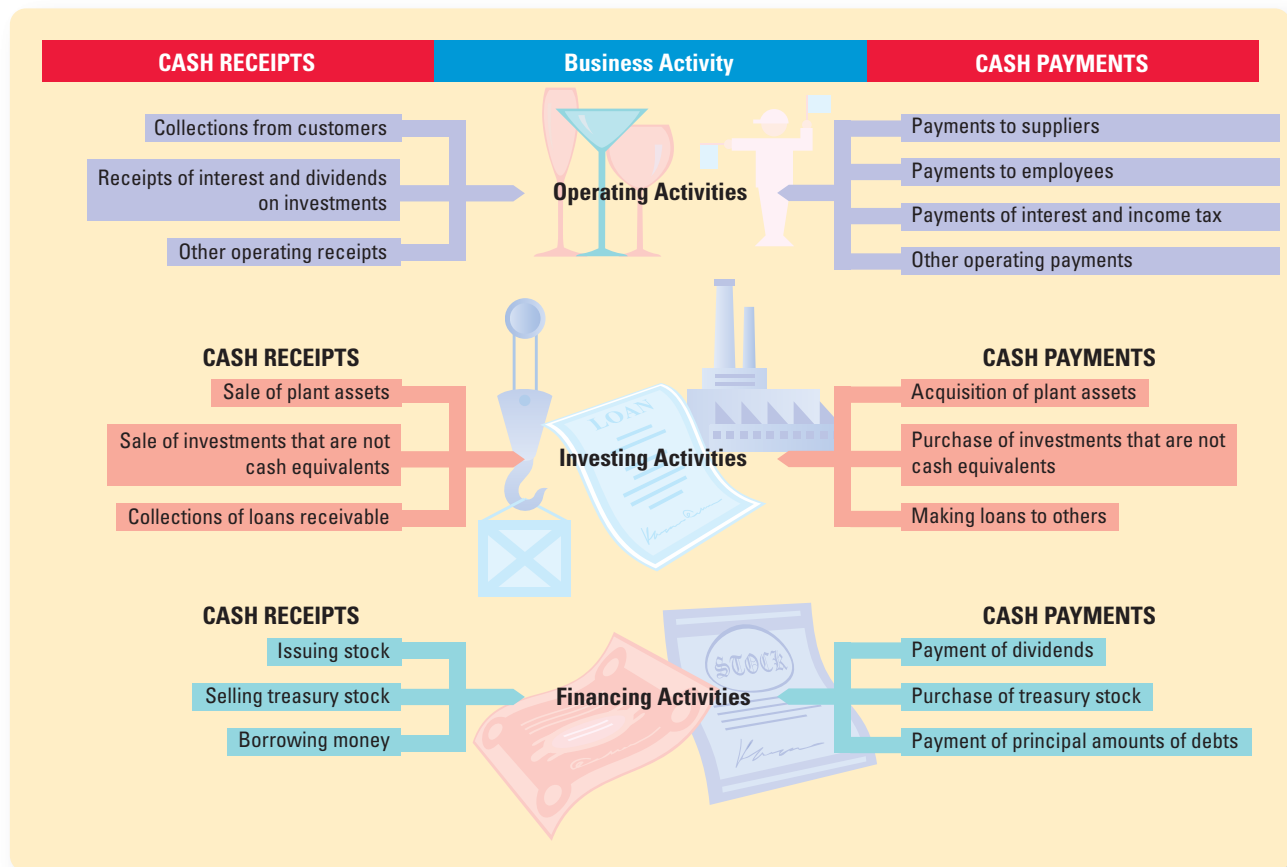 CASH RECEIPTS
Business Activity
CASH PAYMENTS
Collections from customers
Receipts of interest and dividends
on investments
Other operating receipts
Operating Activities
Payments to suppliers
Payments to employees
Payments of interest and income tax
Other operating payments
CASH RECEIPTS
Sale of plant assets
Sale of investments that are not
cash equivalents
Collections of loans receivable
LOAN
Investing Activities
CASH PAYMENTS
Acquisition of plant assets
Purchase of investments that are not
cash equivalents
Making loans to others
CASH RECEIPTS
Issuing stock
Selling treasury stock
Borrowing money
STOCK
Financing Activities
CASH PAYMENTS
Payment of dividends
Purchase of treasury stock
Payment of principal amounts of debts